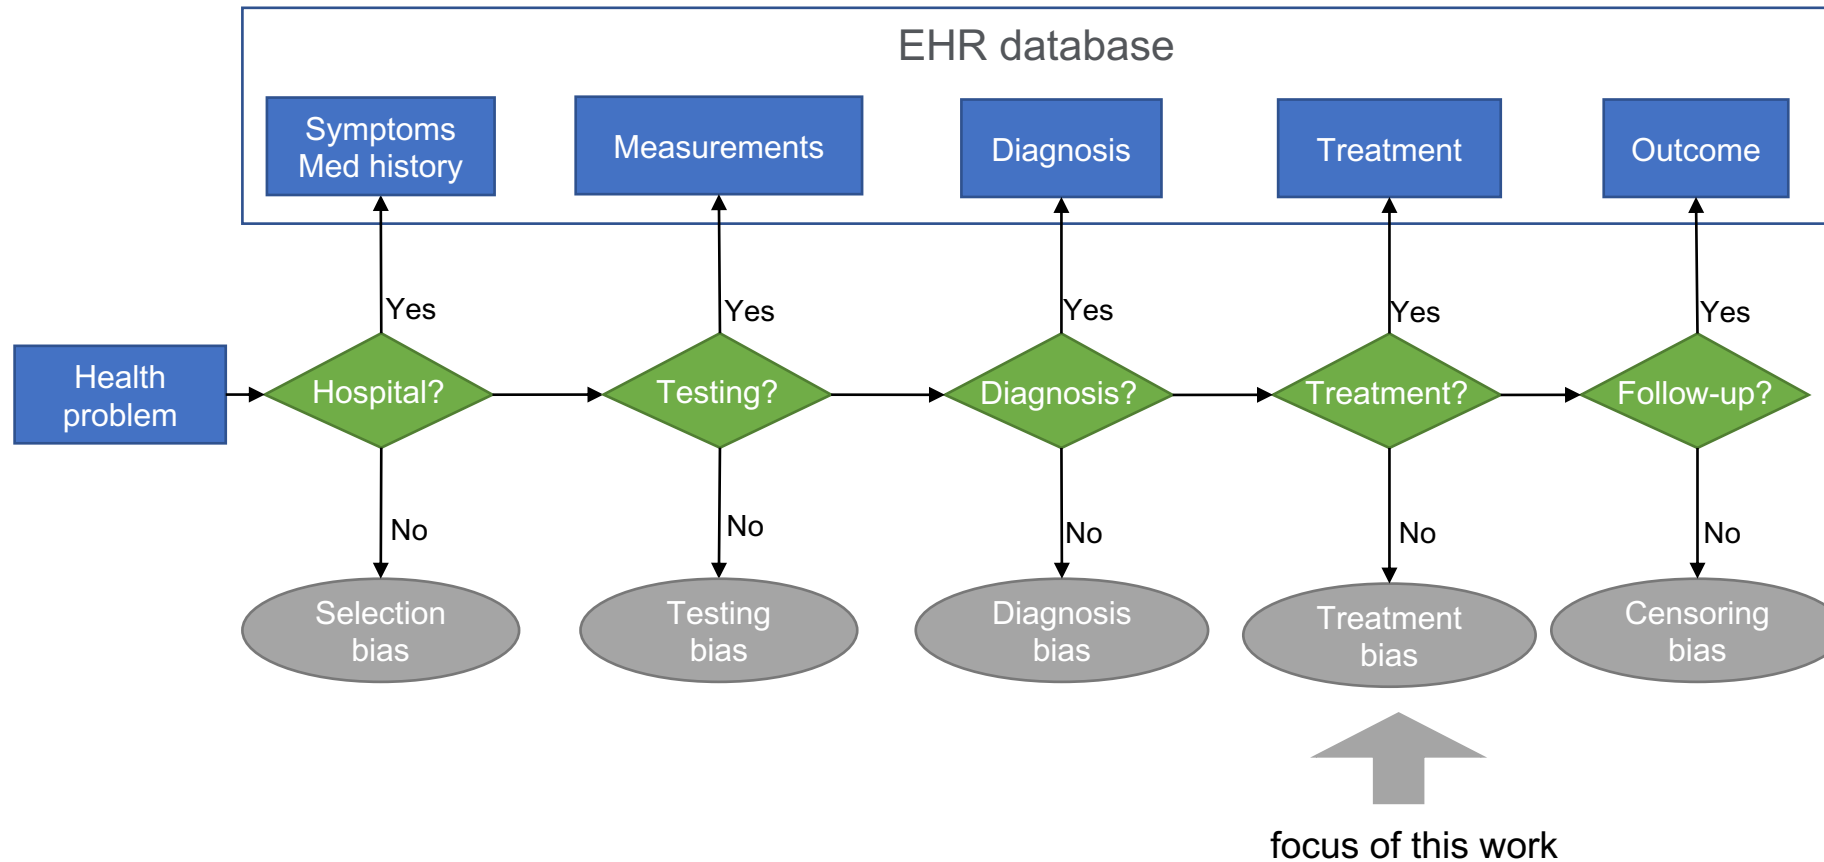 EHR database
Symptoms
Med history
Measurements
Diagnosis
Treatment
Outcome
Yes
Yes
Yes
Yes
Yes
Health
problem
Hospital?
Testing?
Diagnosis?
Treatment?
Follow-up?
No
No
No
No
No
Selection
bias
Testing
bias
Diagnosis
bias
Treatment
bias
Censoring
bias
focus of this work